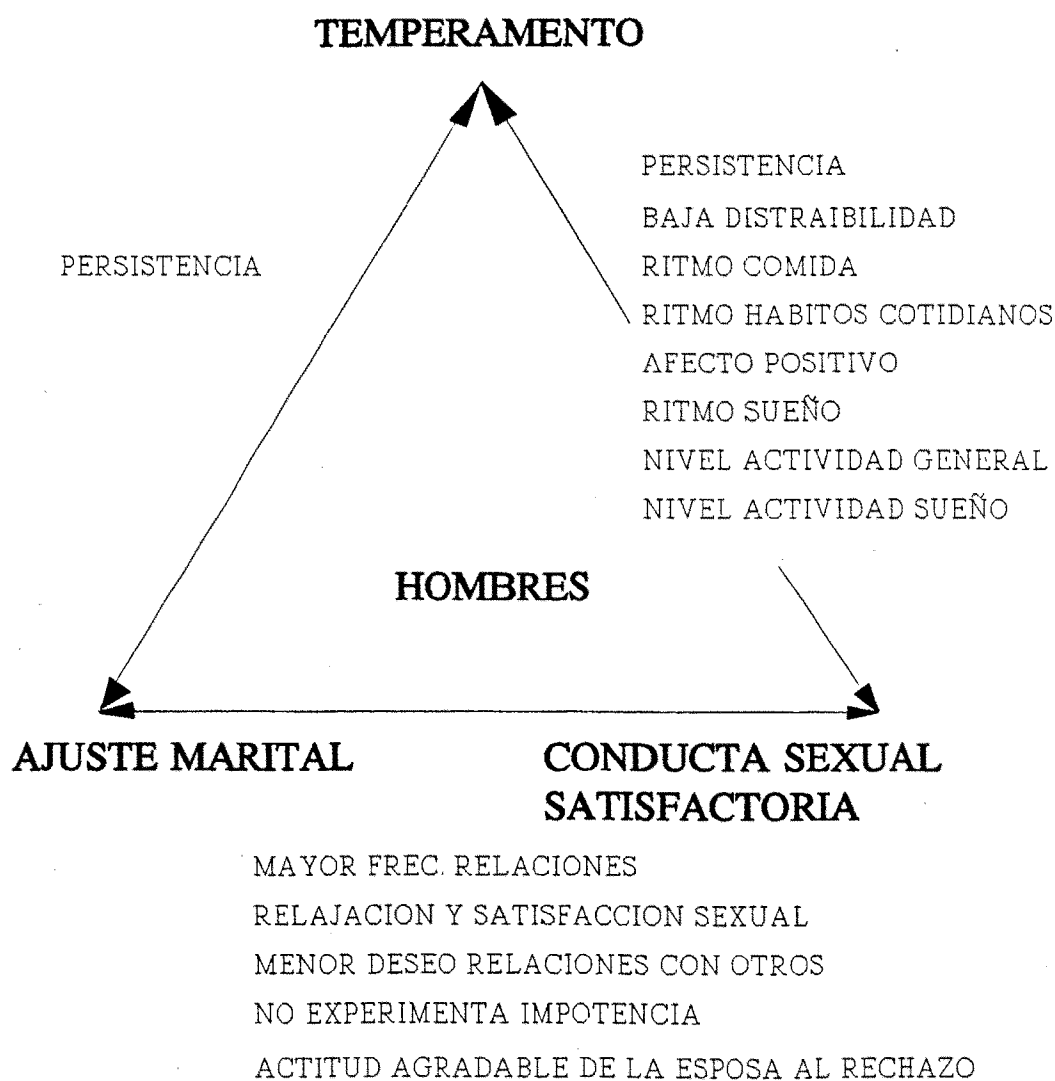 TEMPERAMENTO
PERSISTENCIA
BAJA DISTRAIBILIDAD
PERSISTENCIA
RITMO COMIDA
RITMO HABITOS COTIDIANOS
AFECTO POSITIVO
RITMO SUEÑO
NIVEL ACTIVIDAD GENERAL
NIVEL ACTIVIDAD SUEÑO
HOMBRES
AJUSTE MARITAL
CONDUCTA SEXUAL
SATISFACTORIA
MAYOR FREC. RELACIONES
RELAJACION Y SATISFACCION SEXUAL
MENOR DESEO RELACIONES CON OTROS
NO EXPERIMENTA IMPOTENCIA
ACTITUD AGRADABLE DE LA ESPOSA AL RECHAZO